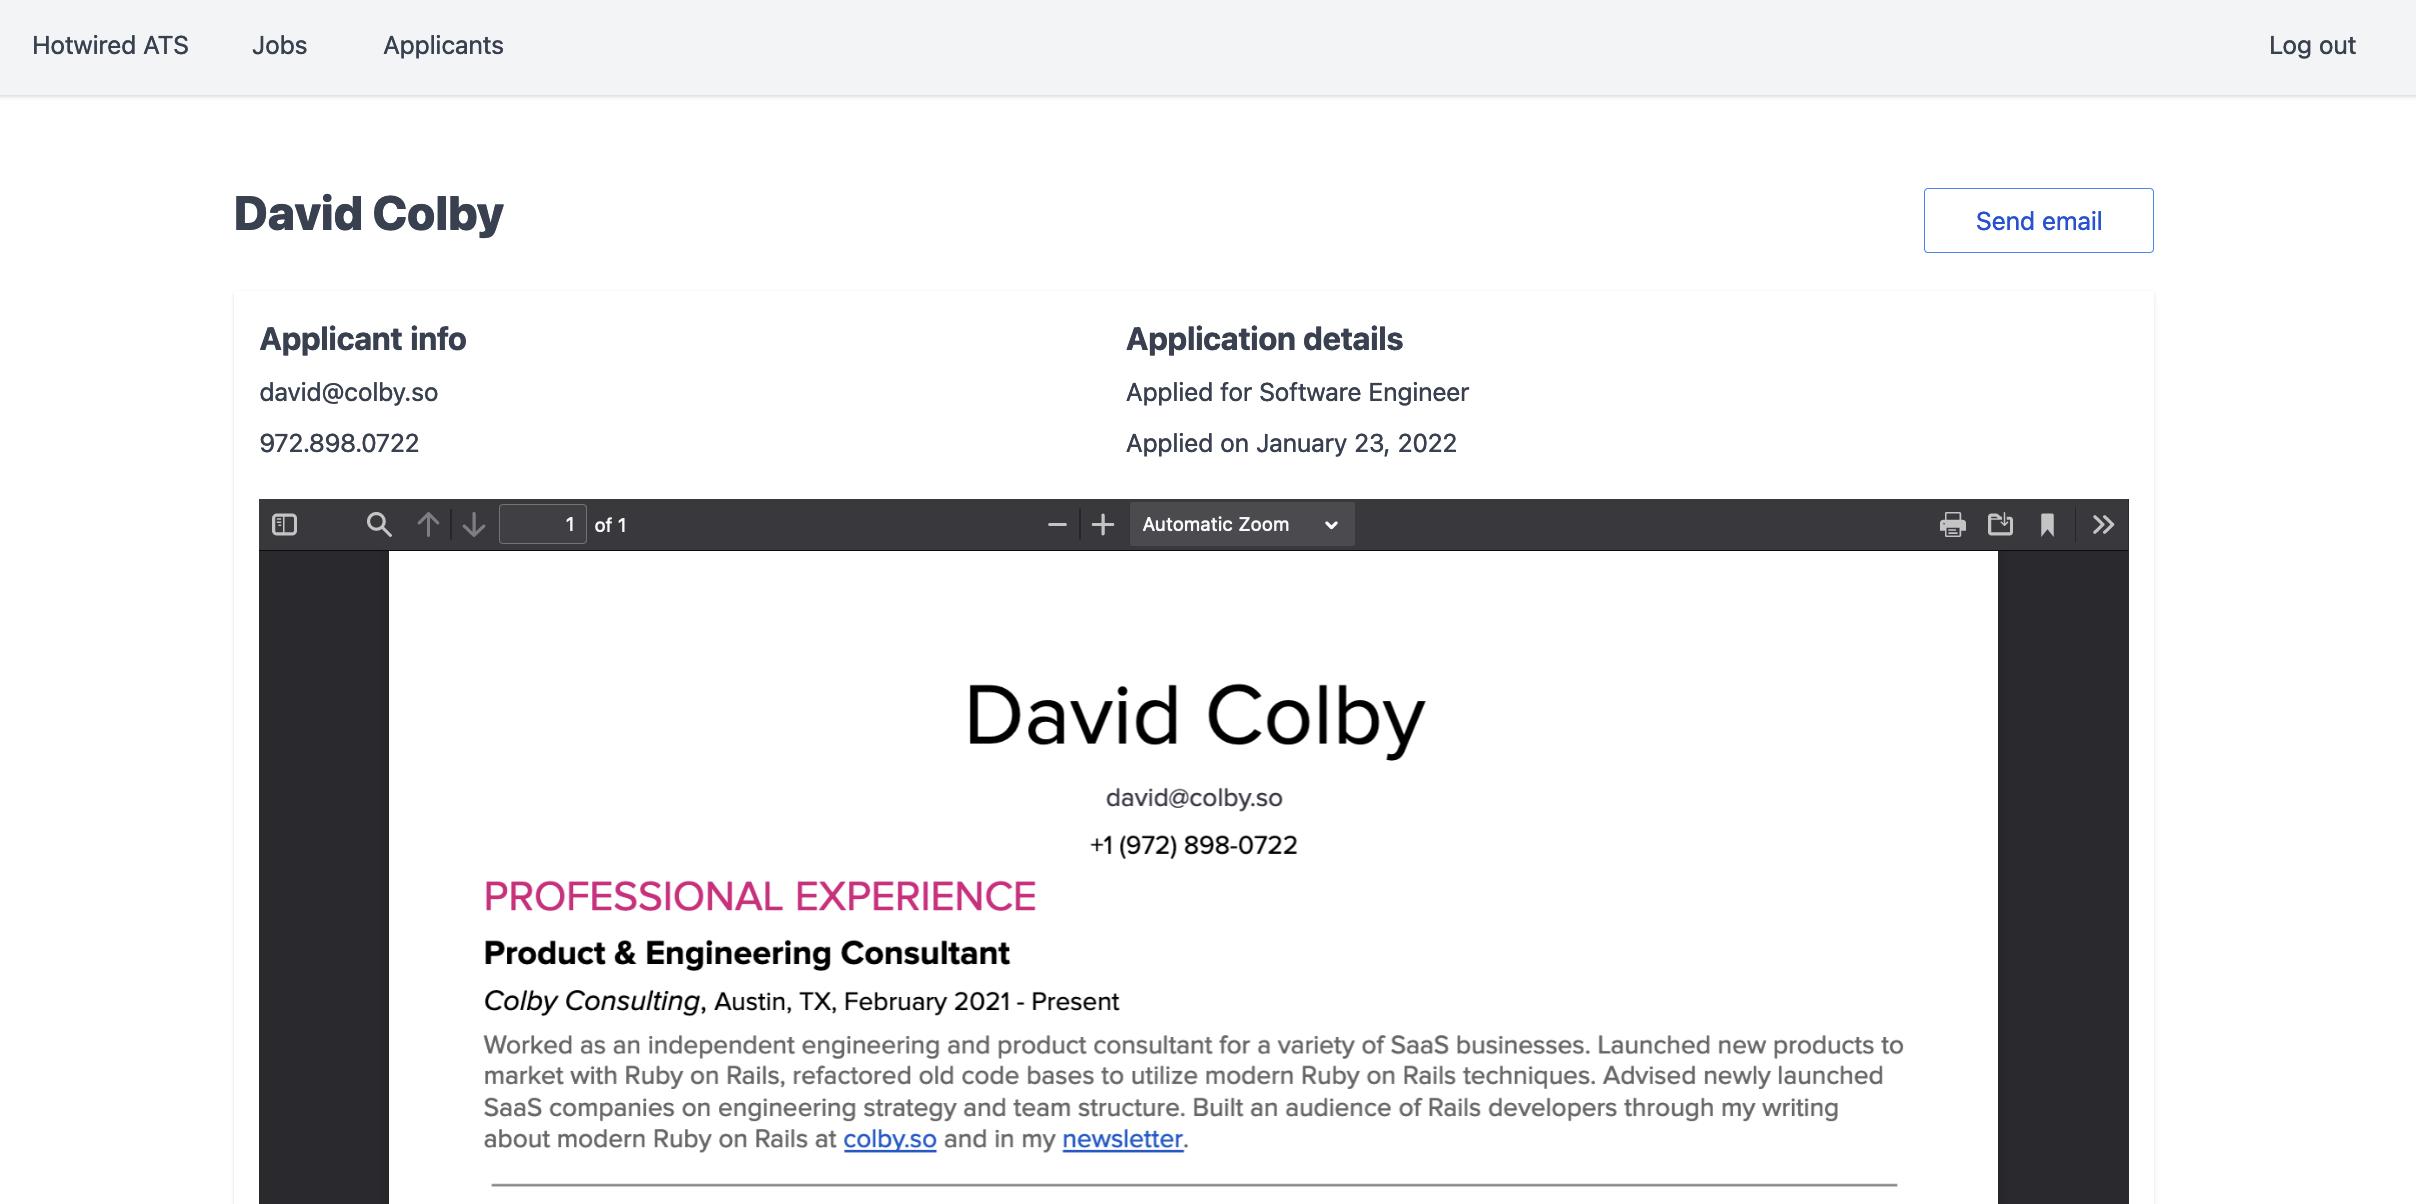 Hotwired ATS Jobs Applicants Log out
David Colby
Send email
Applicant info
david@colby.so
972.898.0722
Application details
Applied for Software Engineer
Applied on January 23, 2022
1 of 1 Automatic Zoom
David Colby
david@colby.so
+1 (972) 898-0722
PROFESSIONAL EXPERIENCE
Product & Engineering Consultant
Colby Consulting, Austin, TX, February 2021 - Present
Worked as an independent engineering and product consultant for a variety of SaaS businesses. Launched new products to
market with Ruby on Rails, refactored old code bases to utilize modern Ruby on Rails techniques. Advised newly launched
SaaS companies on engineering strategy and team structure. Built an audience of Rails developers through my writing
about modern Ruby on Rails at colby.so and in my newsletter.